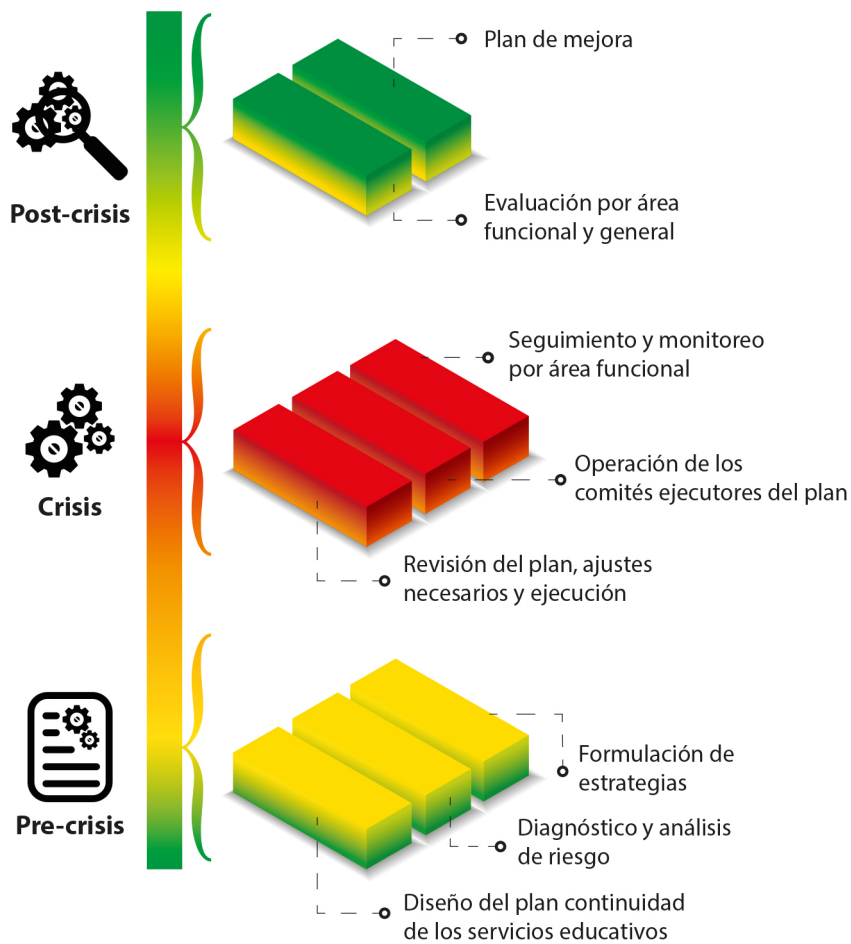 Post-crisis
Plan de mejora
Evaluación por área
funcional y general
Crisis
Seguimiento y monitoreo
por área funcional
Operación de los
comités ejecutores del plan
Revisión del plan, ajustes
necesarios y ejecución
Pre-crisis
Formulación de
estrategias
Diagnóstico y análisis
de riesgo
Diseño del plan continuidad
de los servicios educativos